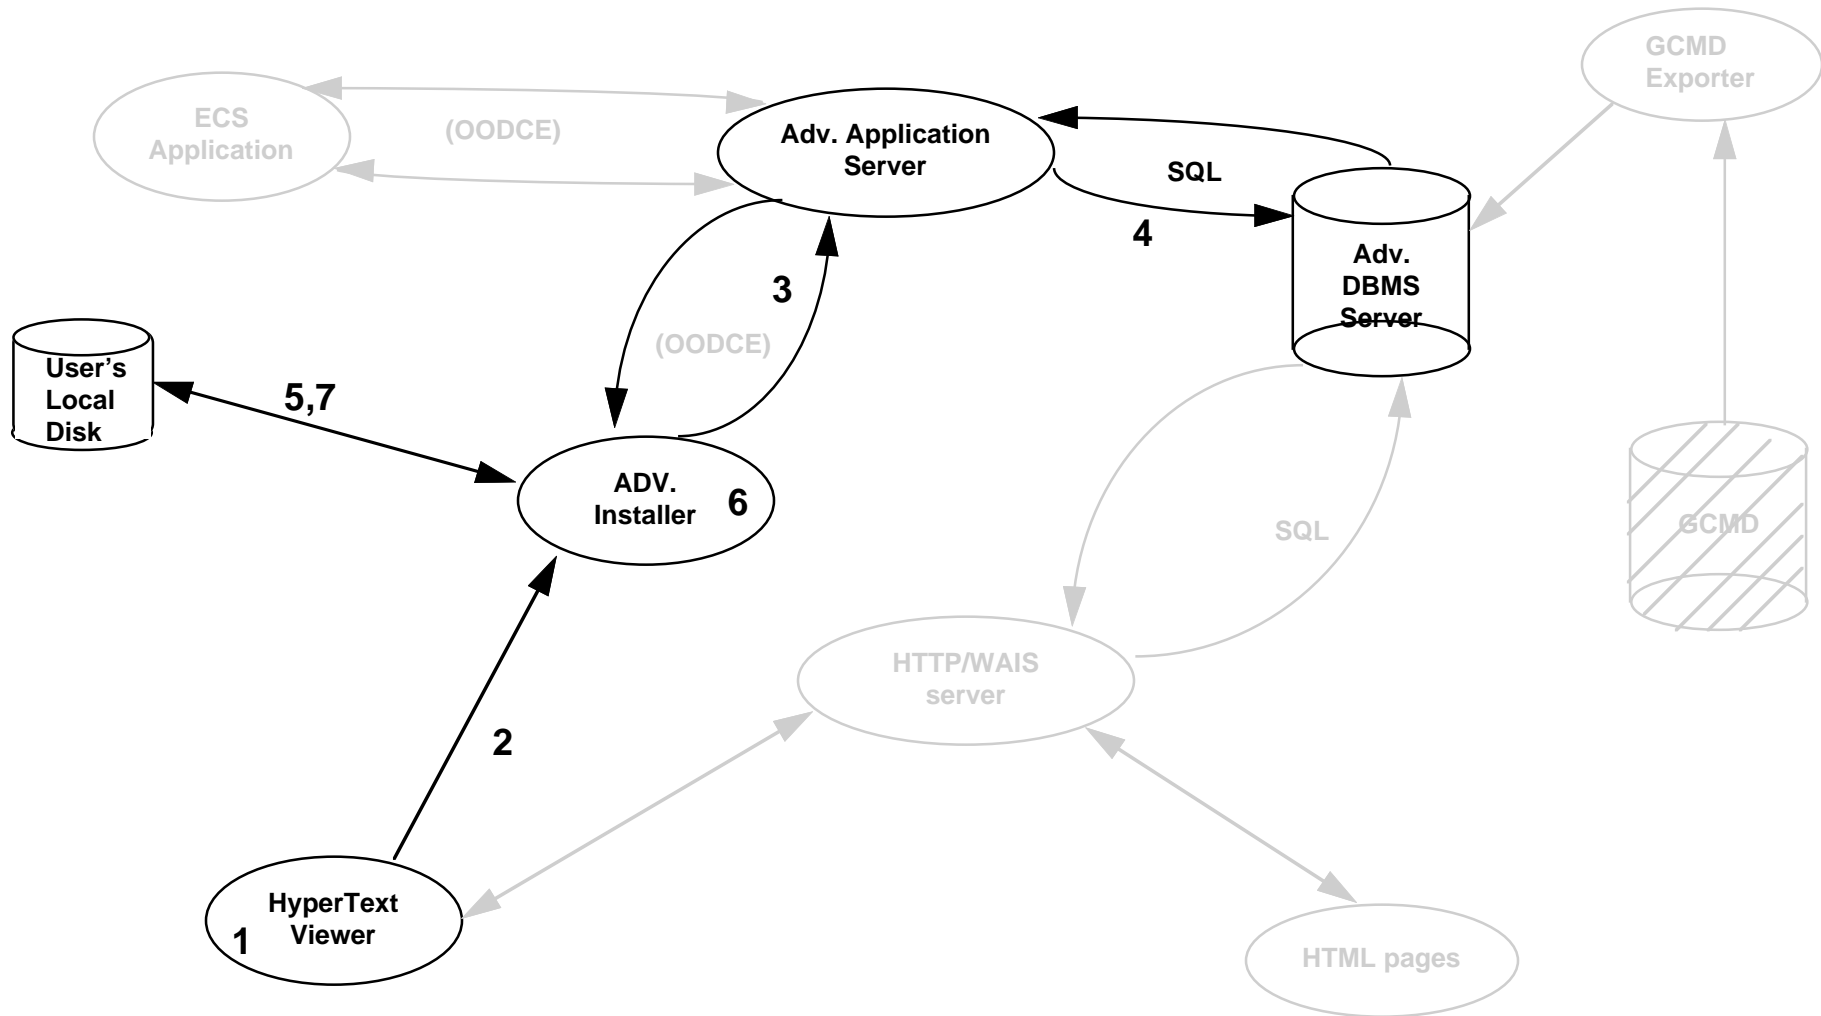 GCMD
Exporter
ECS
Application
(OODCE)
Adv. Application
Server
SQL
4
Adv.
DBMS
Server
3
(OODCE)
User's
Local
Disk
5,7
ADV.
Installer
6
GCMD
SQL
HTTP/WAIS
server
2
HyperText
Viewer
1
HTML pages